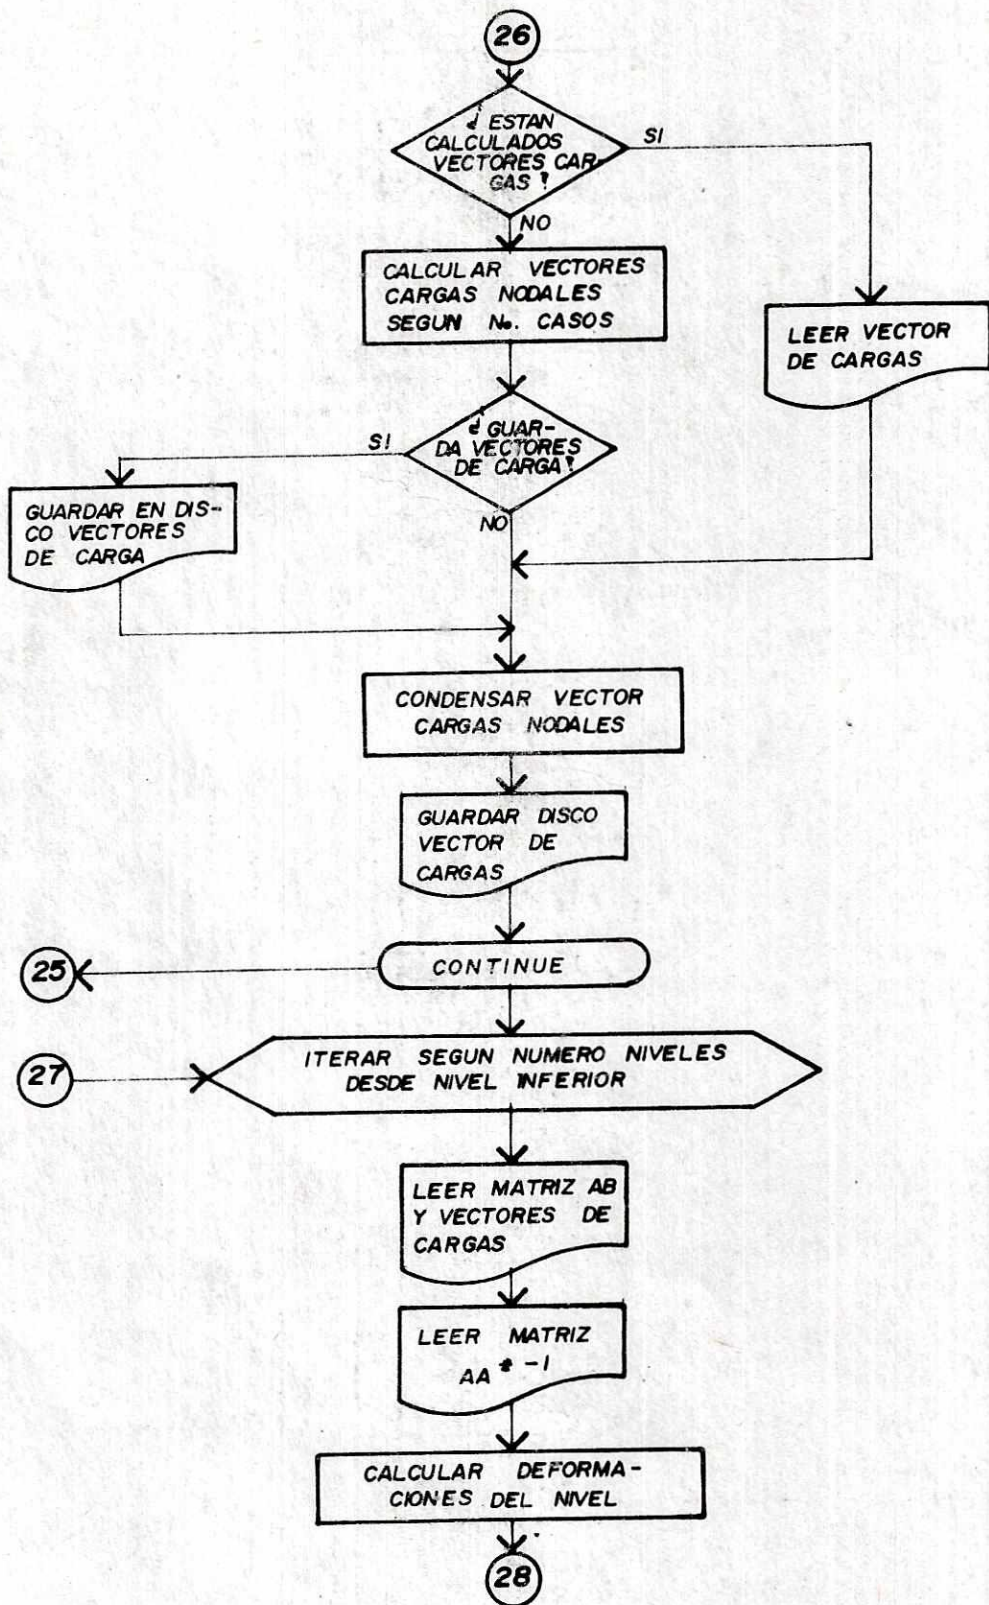 26
¿ ESTAN
CALCULADOS
VECTORES CAR-
GAS ?
SI
NO
CALCULAR VECTORES
CARGAS NODALES
SEGUN No. CASOS
LEER VECTOR
DE CARGAS
¿ GUAR-
DA VECTORES
DE CARGA ?
SI
NO
GUARDAR EN DIS-
CO VECTORES
DE CARGA
CONDENSAR VECTOR
CARGAS NODALES
GUARDAR DISCO
VECTOR DE
CARGAS
25
CONTINUE
27
ITERAR SEGUN NUMERO NIVELES
DESDE NIVEL INFERIOR
LEER MATRIZ AB
Y VECTORES DE
CARGAS
LEER MATRIZ
AA * -1
CALCULAR DEFORMA-
CIONES DEL NIVEL
28